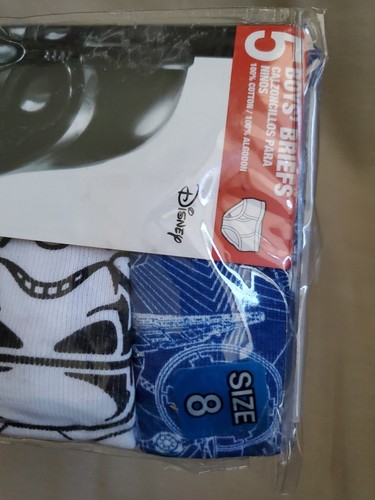 5
BOYS' BRIEFS
CALZONCILLOS PARA
NIÑOS
100% COTTON / 100% ALGODÓN
Disney
SIZE
8